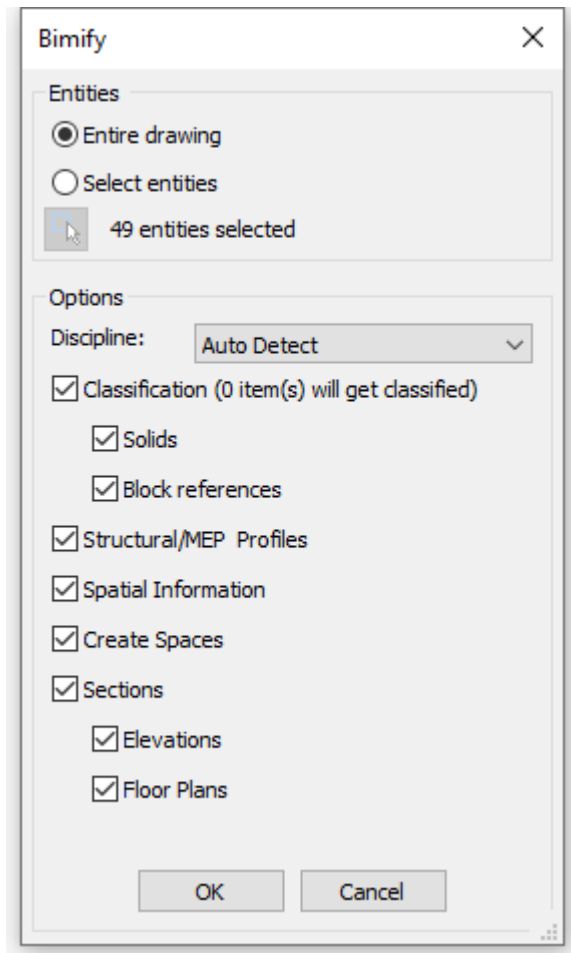 Bimify
Entities
Entire drawing
Select entities
49 entities selected
Options
Discipline: Auto Detect
Classification (0 item(s) will get classified)
Solids
Block references
Structural/MEP Profiles
Spatial Information
Create Spaces
Sections
Elevations
Floor Plans
OK Cancel